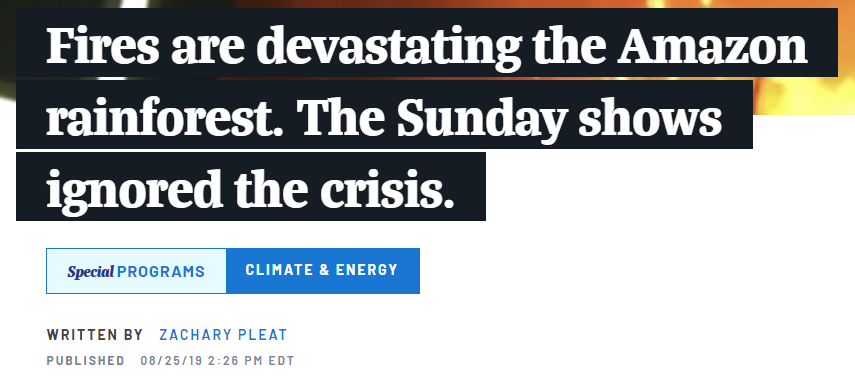 Fires are devastating the Amazon
rainforest. The Sunday shows
ignored the crisis.
Special PROGRAMS CLIMATE & ENERGY
WRITTEN BY ZACHARY PLEAT
PUBLISHED 08/25/19 2:26 PM EDT